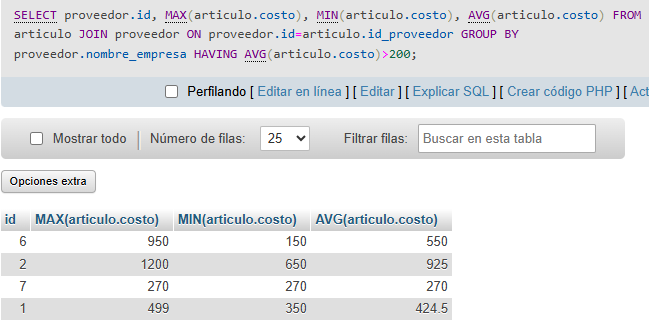 SELECT proveedor.id, MAX(articulo.costo), MIN(articulo.costo), AVG(articulo.costo) FROM
articulo JOIN proveedor ON proveedor.id=articulo.id_proveedor GROUP BY
proveedor.nombre_empresa HAVING AVG(articulo.costo)>200;
Perfilando [ Editar en línea ] [ Editar ] [ Explicar SQL ] [ Crear código PHP ] [ Act
Mostrar todo Número de filas: 25 Filtrar filas: Buscar en esta tabla
Opciones extra
id MAX(articulo.costo) MIN(articulo.costo) AVG(articulo.costo)
6 950 150 550
2 1200 650 925
7 270 270 270
1 499 350 424.5